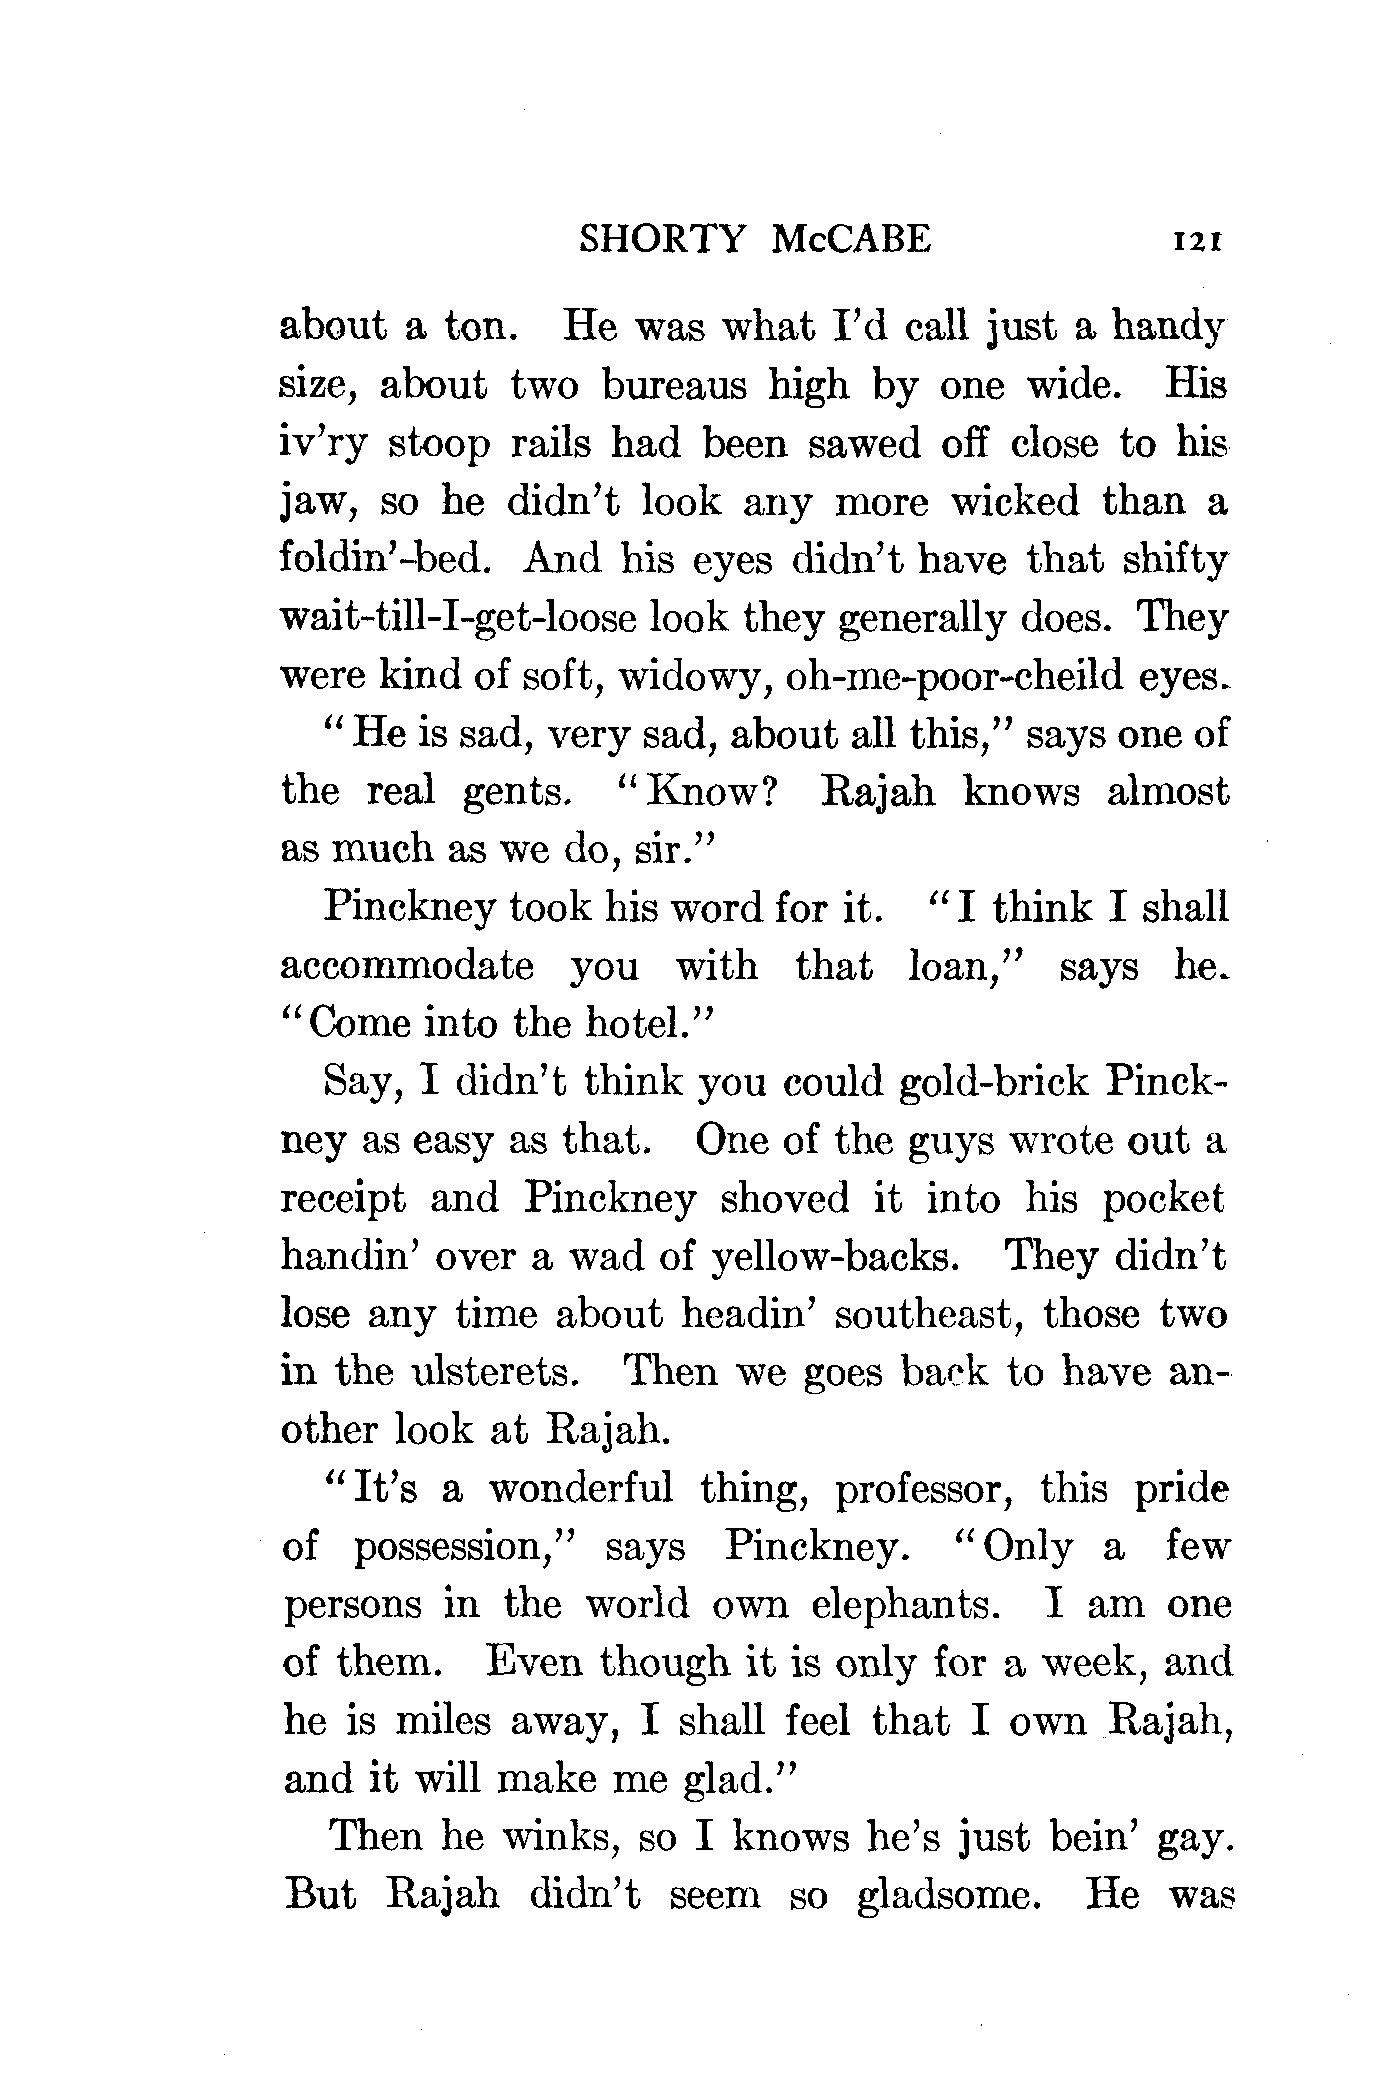 SHORTY McCABE 121
about a ton. He was what I'd call just a handy
size, about two bureaus high by one wide. His
iv'ry stoop rails had been sawed off close to his
jaw, so he didn't look any more wicked than a
foldin'-bed. And his eyes didn't have that shifty
wait-till-I-get-loose look they generally does. They
were kind of soft, widowy, oh-me-poor-cheild eyes.
"He is sad, very sad, about all this," says one of
the real gents. "Know? Rajah knows almost
as much as we do, sir."
Pinckney took his word for it. "I think I shall
accommodate you with that loan," says he.
"Come into the hotel."
Say, I didn't think you could gold-brick Pinck-
ney as easy as that. One of the guys wrote out a
receipt and Pinckney shoved it into his pocket
handin' over a wad of yellow-backs. They didn't
lose any time about headin' southeast, those two
in the ulsterets. Then we goes back to have an-
other look at Rajah.
"It's a wonderful thing, professor, this pride
of possession," says Pinckney. "Only a few
persons in the world own elephants. I am one
of them. Even though it is only for a week, and
he is miles away, I shall feel that I own Rajah,
and it will make me glad."
Then he winks, so I knows he's just bein' gay.
But Rajah didn't seem so gladsome. He was